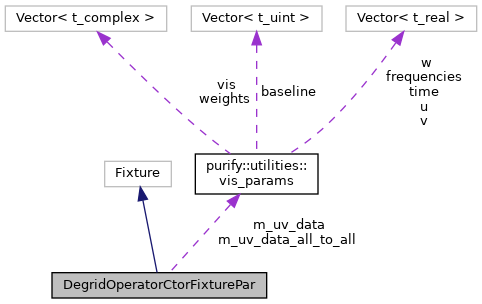 Vector< t_complex >
Vector< t_uint >
Vector< t_real >
vis
weights
baseline
w
frequencies
time
u
v
Fixture
purify::utilities::
vis_params
m_uv_data
m_uv_data_all_to_all
DegridOperatorCtorFixturePar